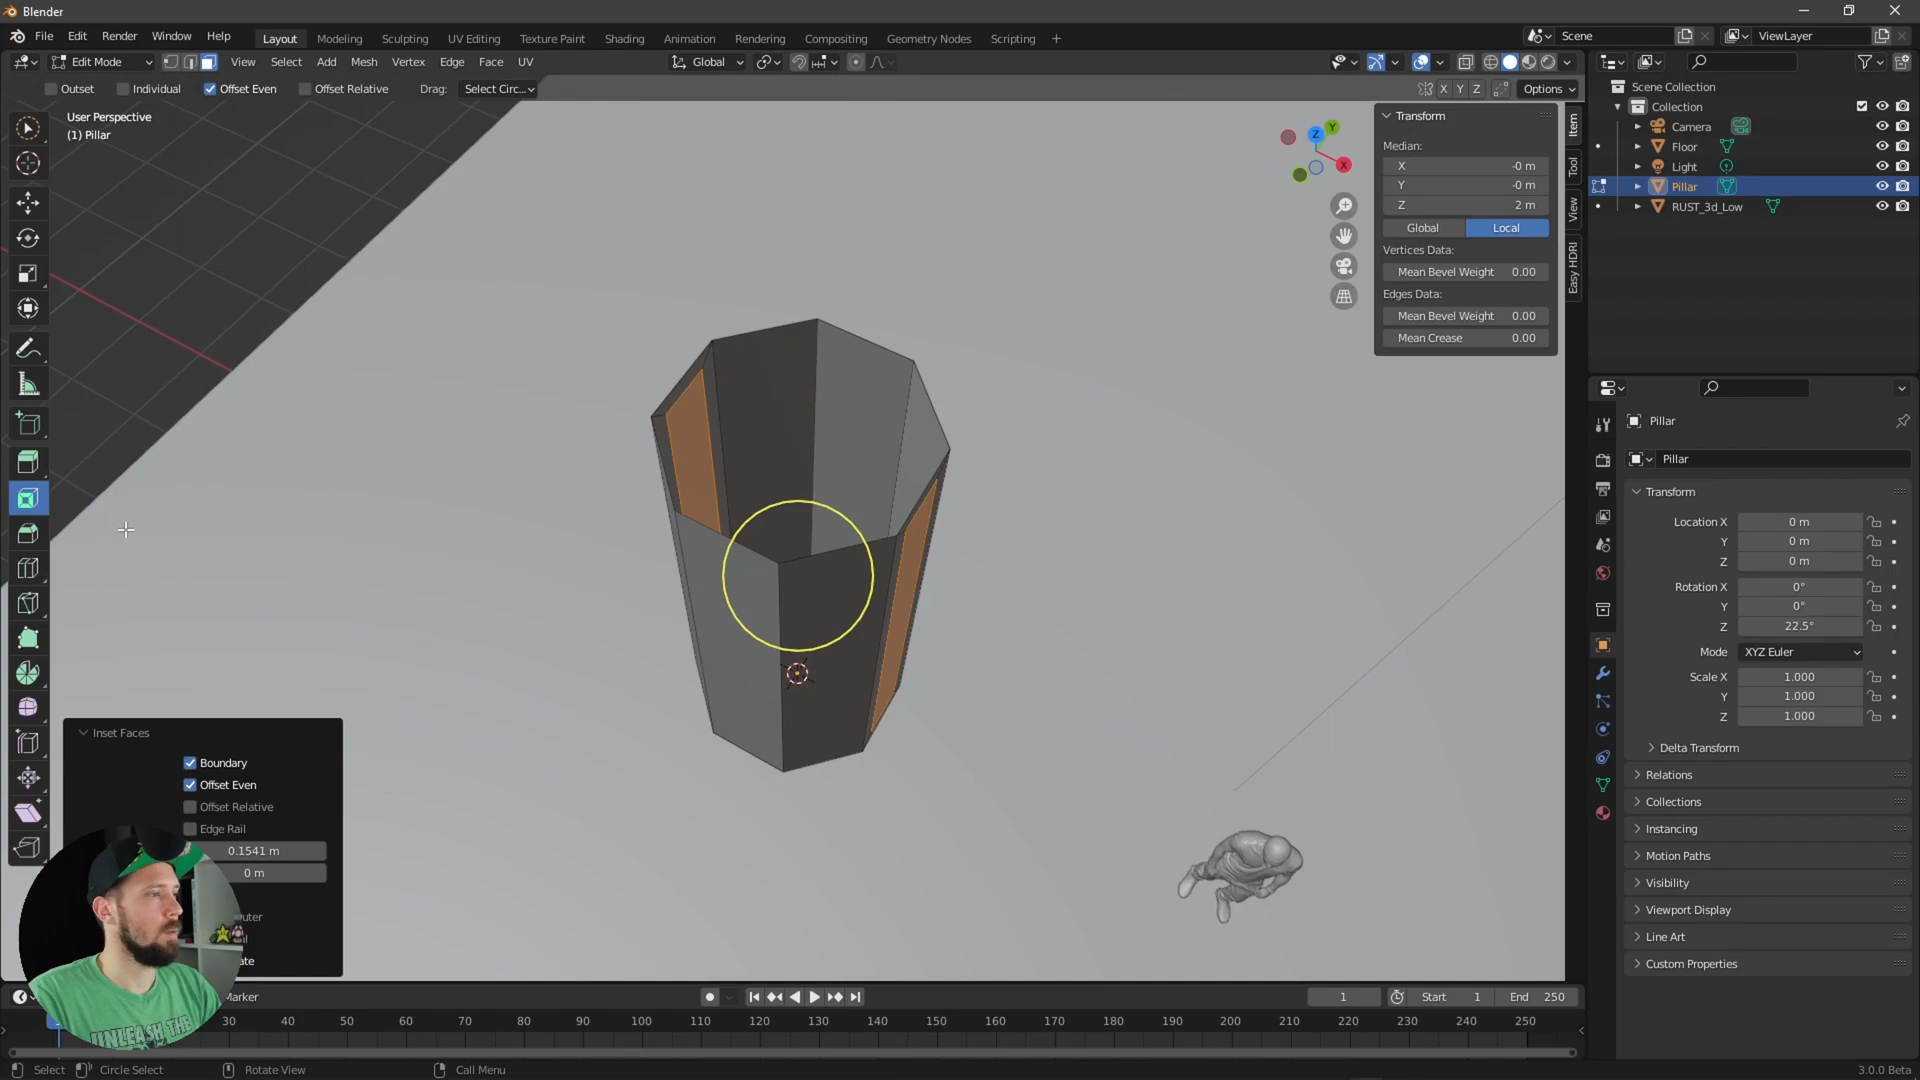 Blender
File Edit Render Window Help
Layout Modeling Sculpting UV Editing Texture Paint Shading Animation Rendering Compositing Geometry Nodes Scripting +
Scene
ViewLayer
Edit Mode
View Select Add Mesh Vertex Edge Face UV
Global
Outset Individual Offset Even Offset Relative Drag: Select Circ...
X Y Z Options
User Perspective
(1) Pillar
Z Y X
Transform
Median:
X -0 m
Y -0 m
Z 2 m
Global Local
Vertices Data:
Mean Bevel Weight 0.00
Edges Data:
Mean Bevel Weight 0.00
Mean Crease 0.00
Item
Tool
View
Easy HDRI
Scene Collection
Collection
Camera
Floor
Light
Pillar
RUST_3d_Low
Pillar
Pillar
Transform
Location X 0 m
Y 0 m
Z 0 m
Rotation X 0°
Y 0°
Z 22.5°
Mode XYZ Euler
Scale X 1.000
Y 1.000
Z 1.000
Delta Transform
Relations
Collections
Instancing
Motion Paths
Visibility
Viewport Display
Line Art
Custom Properties
Inset Faces
Boundary
Offset Even
Offset Relative
Edge Rail
0.1541 m
0 m
uter
ate
UNLEASH THE
Marker
1 Start 1 End 250
30 40 50 60 70 80 90 100 110 120 130 140 150 160 170 180 190 200 210 220 230 240 250
Select Circle Select Rotate View Call Menu
3.0.0 Beta